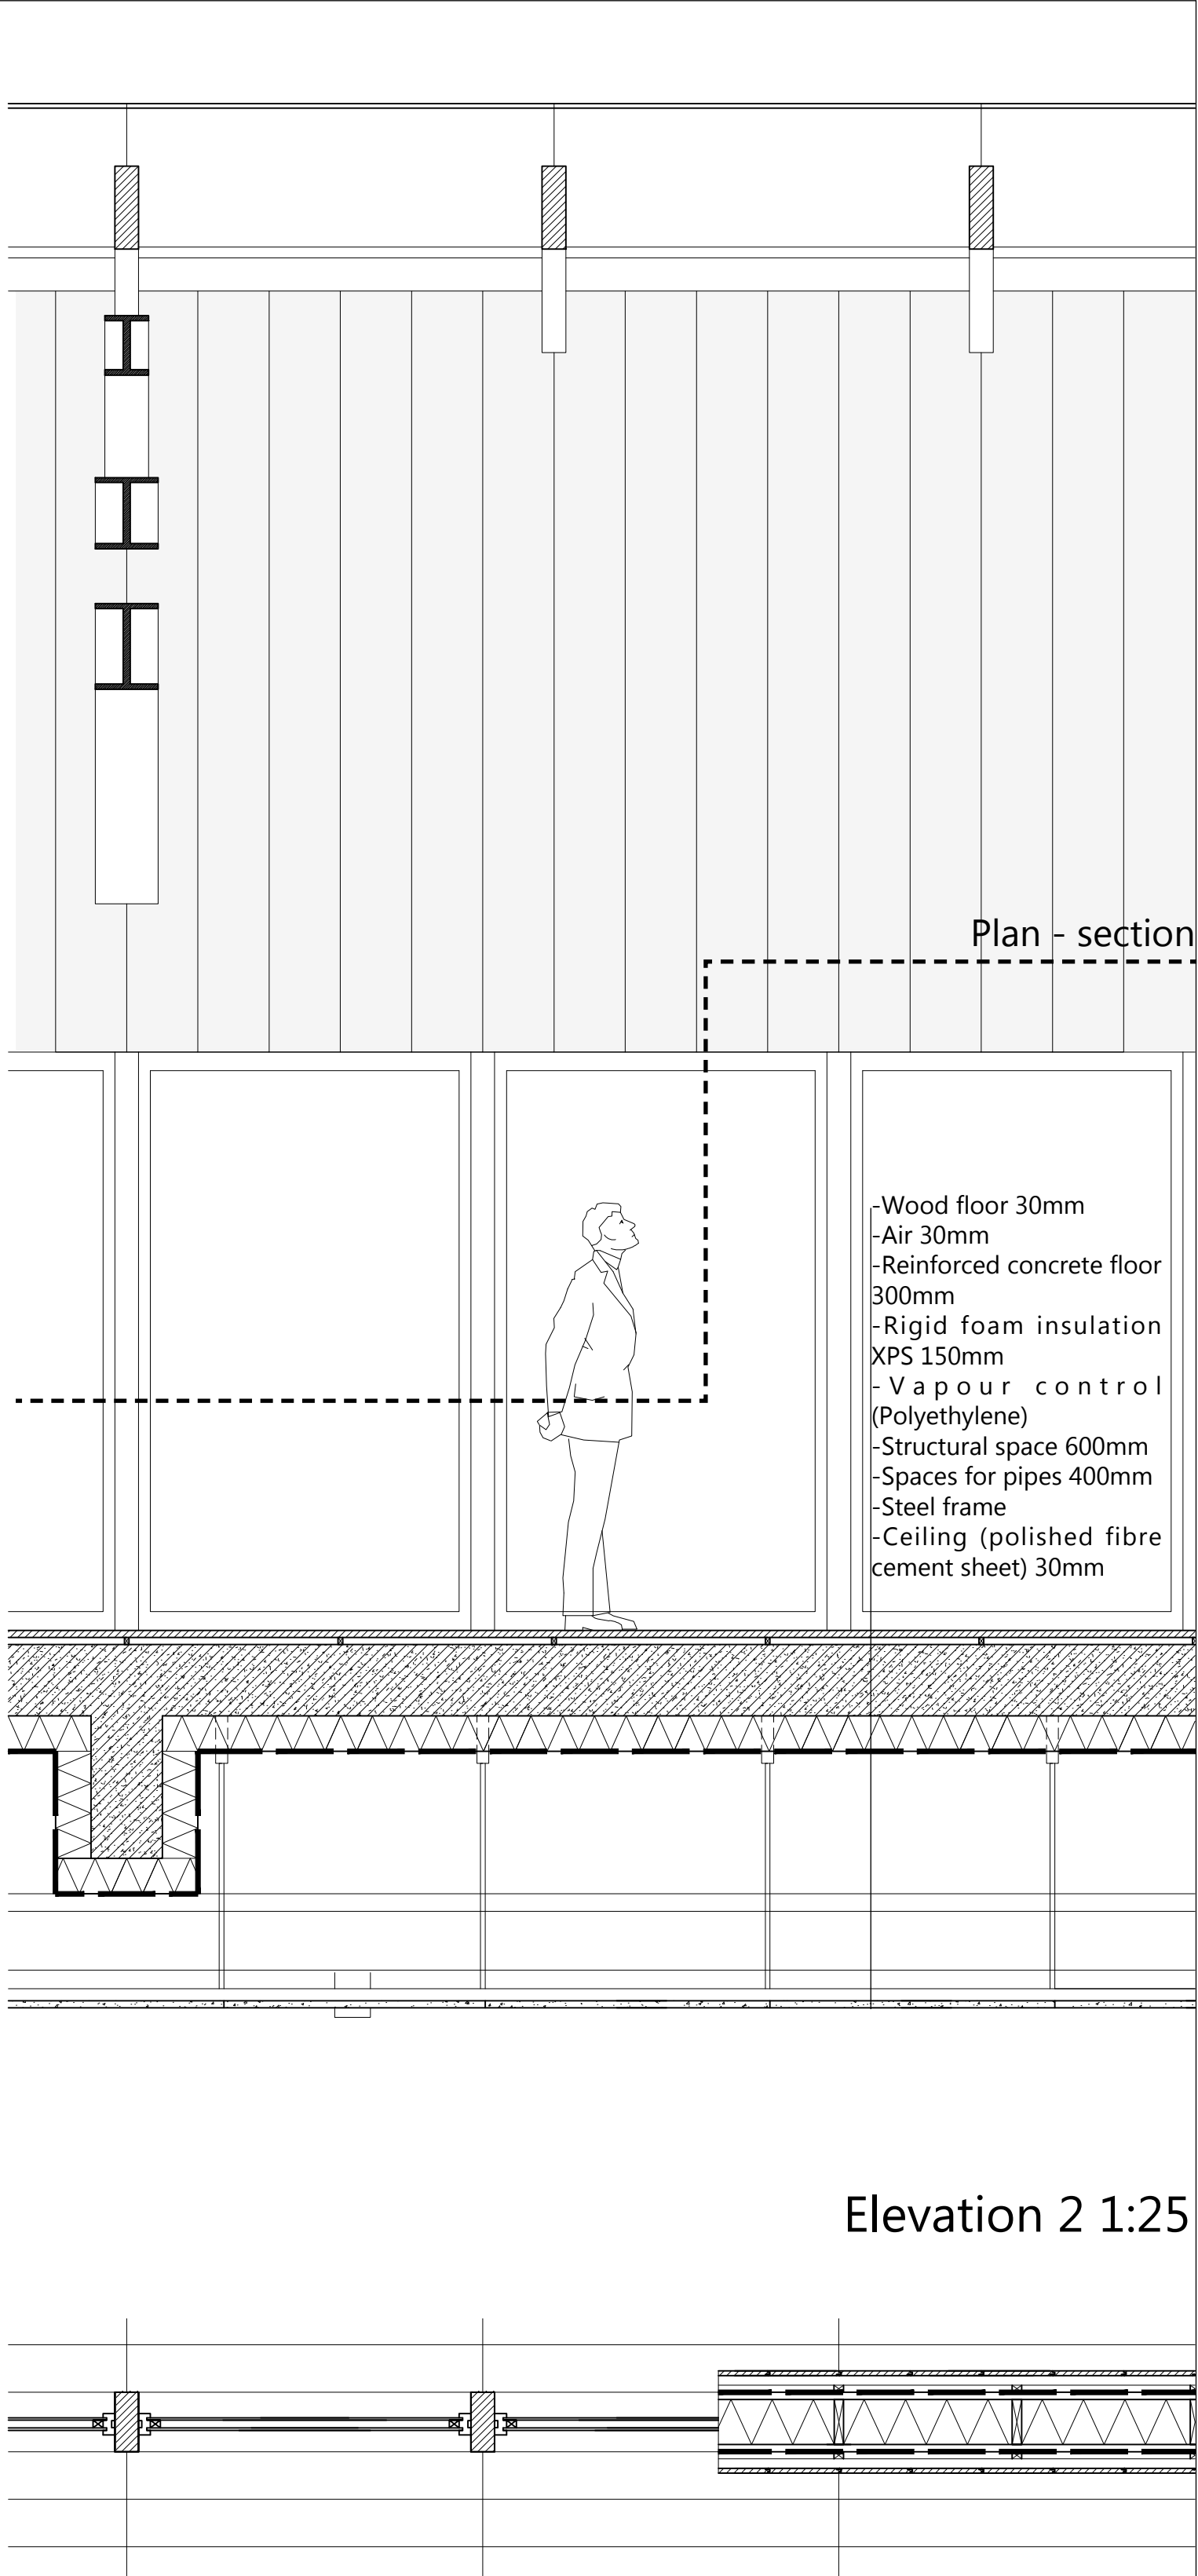 Plan - section
-Wood floor 30mm
-Air 30mm
-Reinforced concrete floor
300mm
-Rigid foam insulation
XPS 150mm
-Vapour control
(Polyethylene)
-Structural space 600mm
-Spaces for pipes 400mm
-Steel frame
-Ceiling (polished fibre
cement sheet) 30mm
Elevation 2 1:25